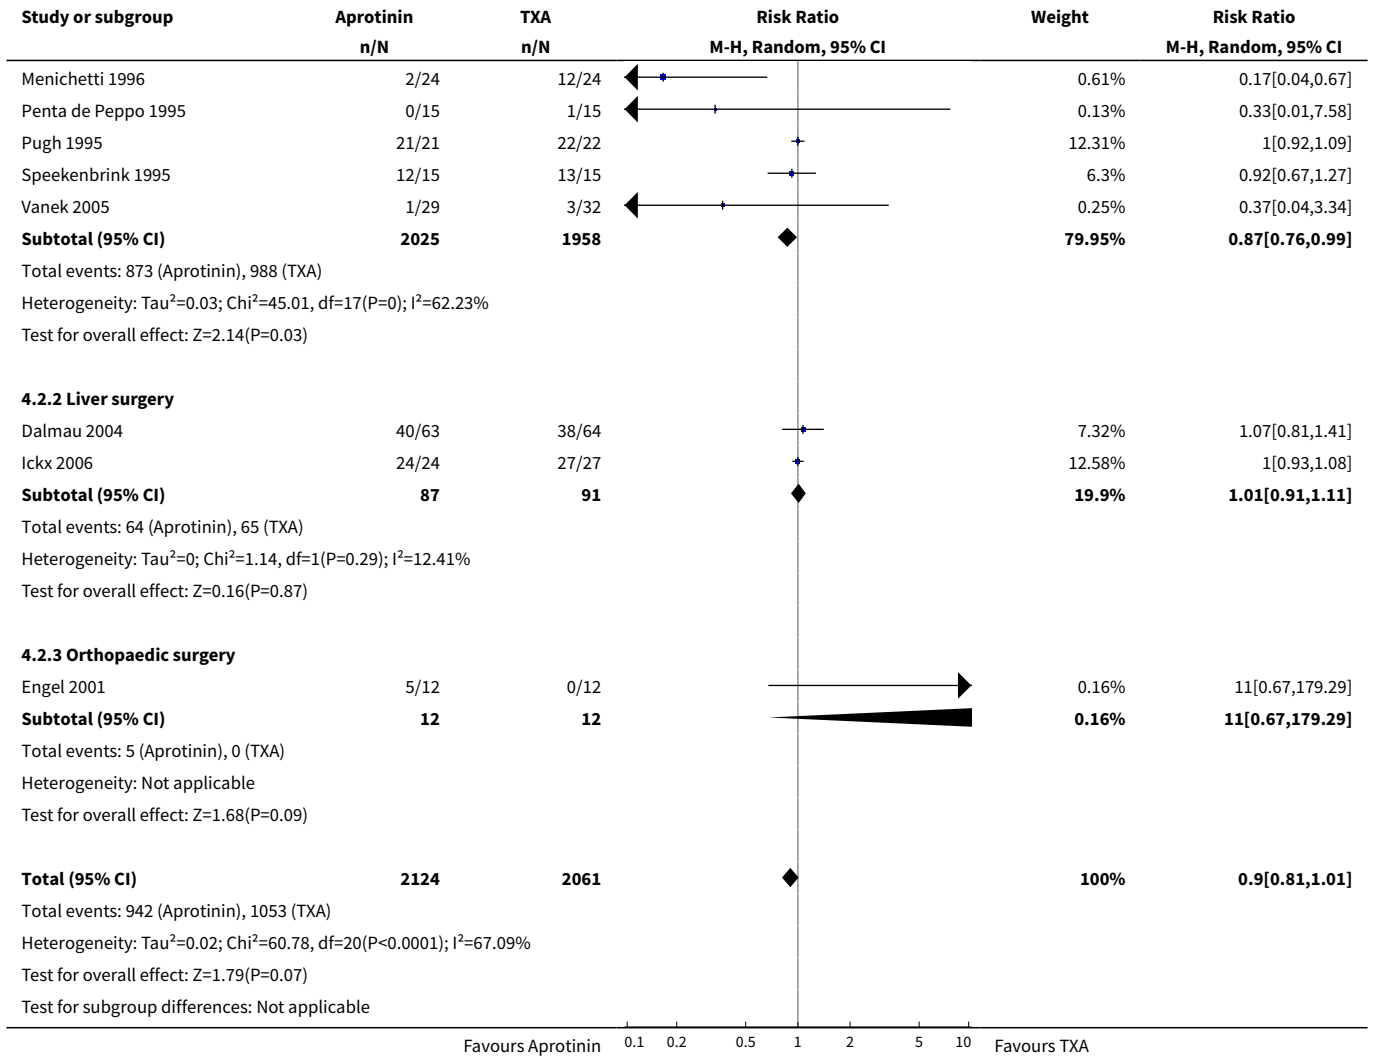 Study or subgroup Aprotinin TXA Risk Ratio Weight Risk Ratio
n/N n/N M-H, Random, 95% CI M-H, Random, 95% CI
Menichetti 1996 2/24 12/24 0.61% 0.17[0.04,0.67]
Penta de Peppo 1995 0/15 1/15 0.13% 0.33[0.01,7.58]
Pugh 1995 21/21 22/22 12.31% 1[0.92,1.09]
Speekenbrink 1995 12/15 13/15 6.3% 0.92[0.67,1.27]
Vanek 2005 1/29 3/32 0.25% 0.37[0.04,3.34]
Subtotal (95% CI) 2025 1958 79.95% 0.87[0.76,0.99]
Total events: 873 (Aprotinin), 988 (TXA)
Heterogeneity: Tau²=0.03; Chi²=45.01, df=17(P=0); I²=62.23%
Test for overall effect: Z=2.14(P=0.03)
4.2.2 Liver surgery
Dalmau 2004 40/63 38/64 7.32% 1.07[0.81,1.41]
Ickx 2006 24/24 27/27 12.58% 1[0.93,1.08]
Subtotal (95% CI) 87 91 19.9% 1.01[0.91,1.11]
Total events: 64 (Aprotinin), 65 (TXA)
Heterogeneity: Tau²=0; Chi²=1.14, df=1(P=0.29); I²=12.41%
Test for overall effect: Z=0.16(P=0.87)
4.2.3 Orthopaedic surgery
Engel 2001 5/12 0/12 0.16% 11[0.67,179.29]
Subtotal (95% CI) 12 12 0.16% 11[0.67,179.29]
Total events: 5 (Aprotinin), 0 (TXA)
Heterogeneity: Not applicable
Test for overall effect: Z=1.68(P=0.09)
Total (95% CI) 2124 2061 100% 0.9[0.81,1.01]
Total events: 942 (Aprotinin), 1053 (TXA)
Heterogeneity: Tau²=0.02; Chi²=60.78, df=20(P<0.0001); I²=67.09%
Test for overall effect: Z=1.79(P=0.07)
Test for subgroup differences: Not applicable
Favours Aprotinin 0.1 0.2 0.5 1 2 5 10 Favours TXA